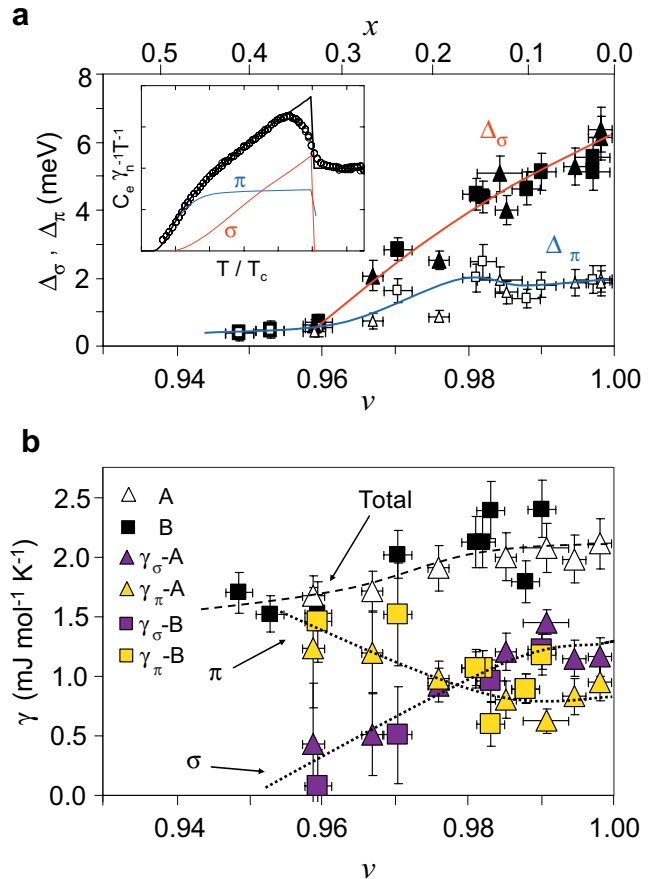 a
x
0.5 0.4 0.3 0.2 0.1 0.0
8
6
4
2
0
Δσ , Δπ (meV)
Ce γn⁻¹T⁻¹
π
σ
T / Tc
Δσ
Δπ
0.94 0.96 0.98 1.00
ν
b
2.5
2.0
1.5
1.0
0.5
0.0
γ (mJ mol⁻¹ K⁻¹)
A
B
γσ-A
γπ-A
γσ-B
γπ-B
Total
π
σ
0.94 0.96 0.98 1.00
ν